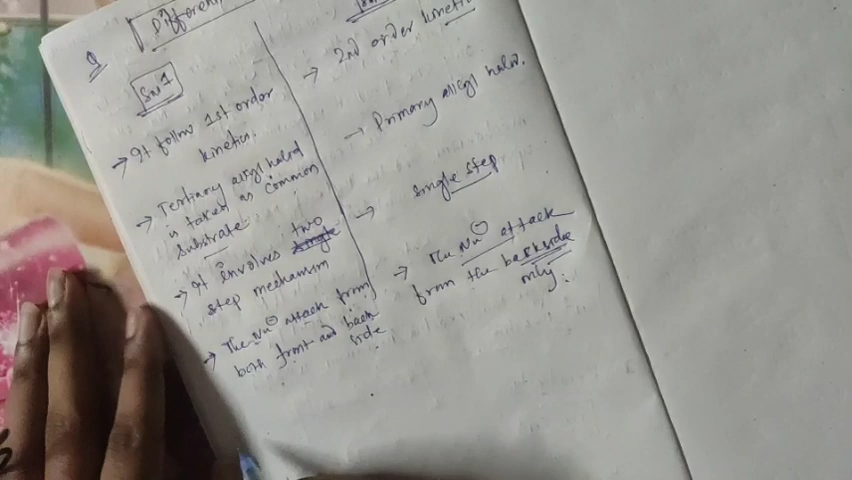 Differen
SN1
→ It follow 1st order
kinetics.
→ Tertiary alkyl halid
is taken as common
substrate
→ It involves two
step mechanism
→ The Nu⊖ attack from
both front and back
side
→ 2nd order kinetic
→ Primary alkyl halid.
→ Single step
→ The Nu⊖ attack
from the backside
only.